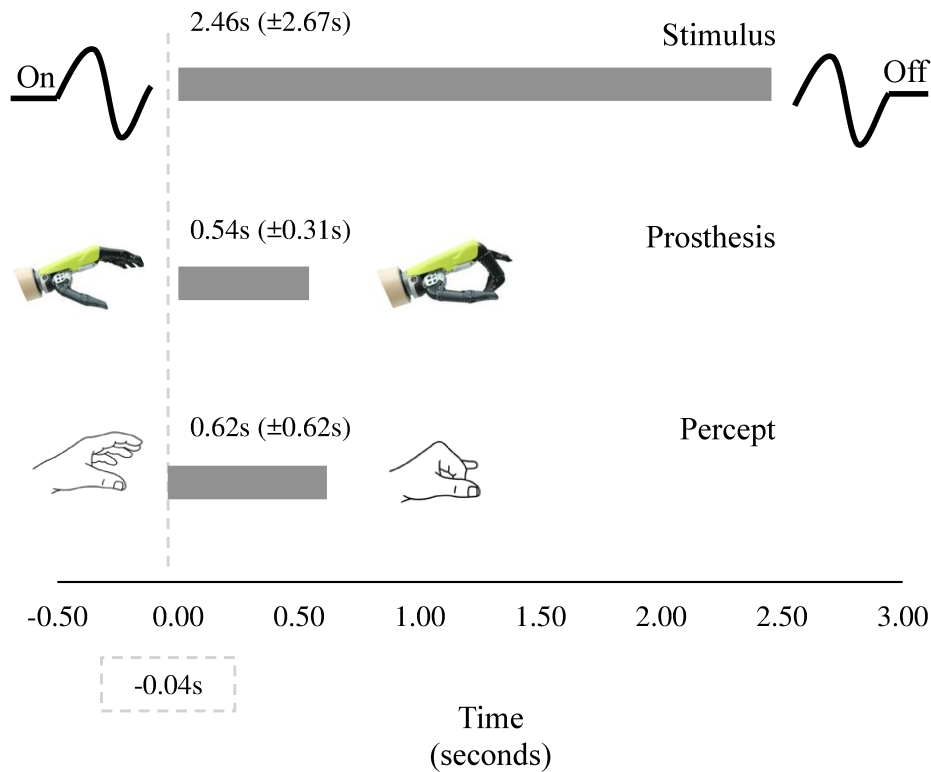 2.46s (±2.67s)
Stimulus
On
Off
0.54s (±0.31s)
Prosthesis
0.62s (±0.62s)
Percept
-0.50 0.00 0.50 1.00 1.50 2.00 2.50 3.00
-0.04s
Time
(seconds)